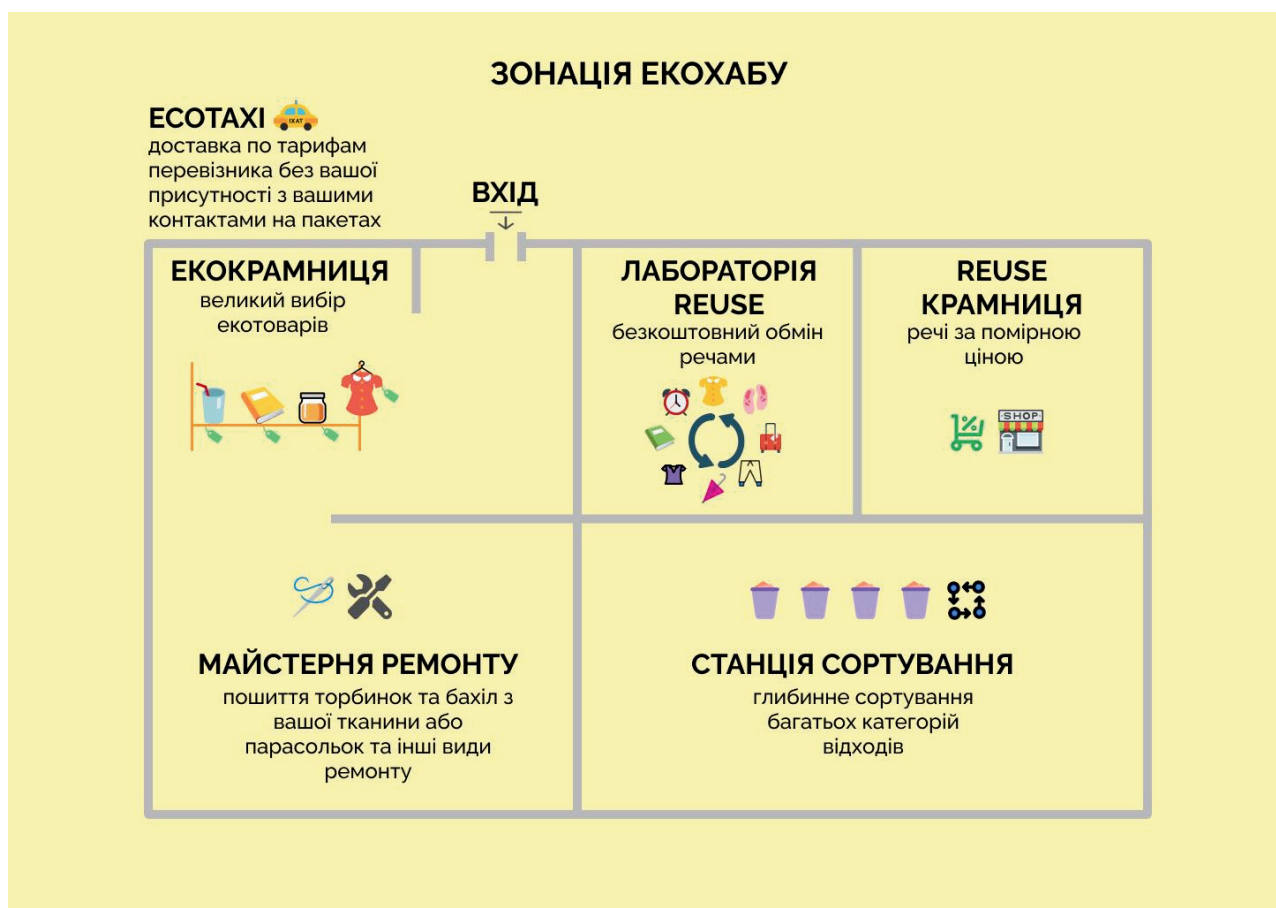 ЗОНАЦІЯ ЕКОХАБУ
ECOТАХІ
ІХАТ
доставка по тарифам
перевізника без вашої
присутності з вашими
контактами на пакетах
ВХІД
ЕКОКРАМНИЦЯ
великий вибір
екотоварів
ЛАБОРАТОРІЯ
REUSE
безкоштовний обмін
речами
REUSE
КРАМНИЦЯ
речі за помірною
ціною
%
SHOP
МАЙСТЕРНЯ РЕМОНТУ
пошиття торбинок та бахіл з
вашої тканини або
парасольок та інші види
ремонту
СТАНЦІЯ СОРТУВАННЯ
глибинне сортування
багатьох категорій
відходів